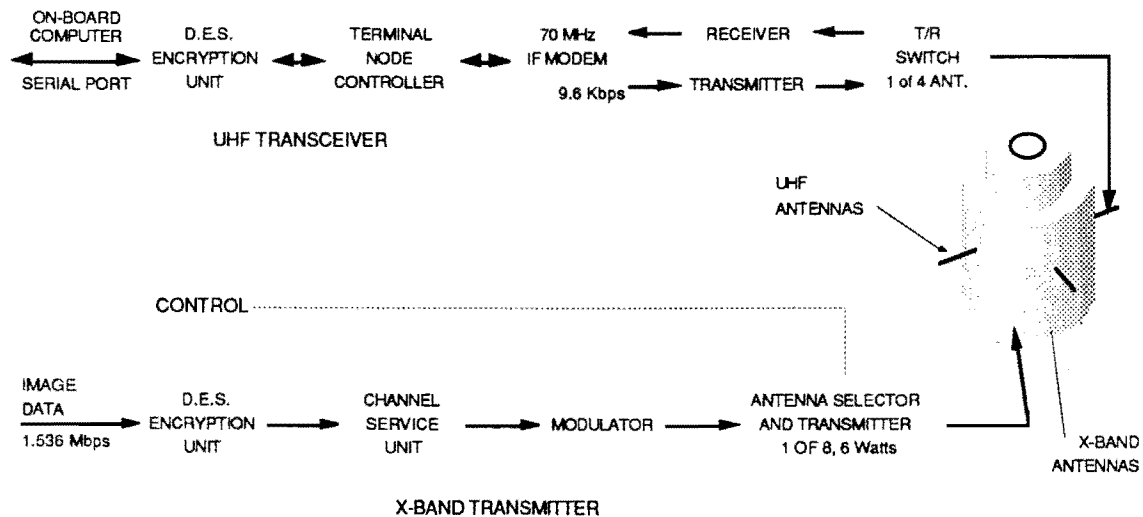 ON-BOARD
COMPUTER
SERIAL PORT
D.E.S.
ENCRYPTION
UNIT
TERMINAL
NODE
CONTROLLER
70 MHz
IF MODEM
9.6 Kbps
RECEIVER
TRANSMITTER
T/R
SWITCH
1 of 4 ANT.
UHF TRANSCEIVER
UHF
ANTENNAS
CONTROL
IMAGE
DATA
1.536 Mbps
D.E.S.
ENCRYPTION
UNIT
CHANNEL
SERVICE
UNIT
MODULATOR
ANTENNA SELECTOR
AND TRANSMITTER
1 OF 8, 6 Watts
X-BAND
ANTENNAS
X-BAND TRANSMITTER